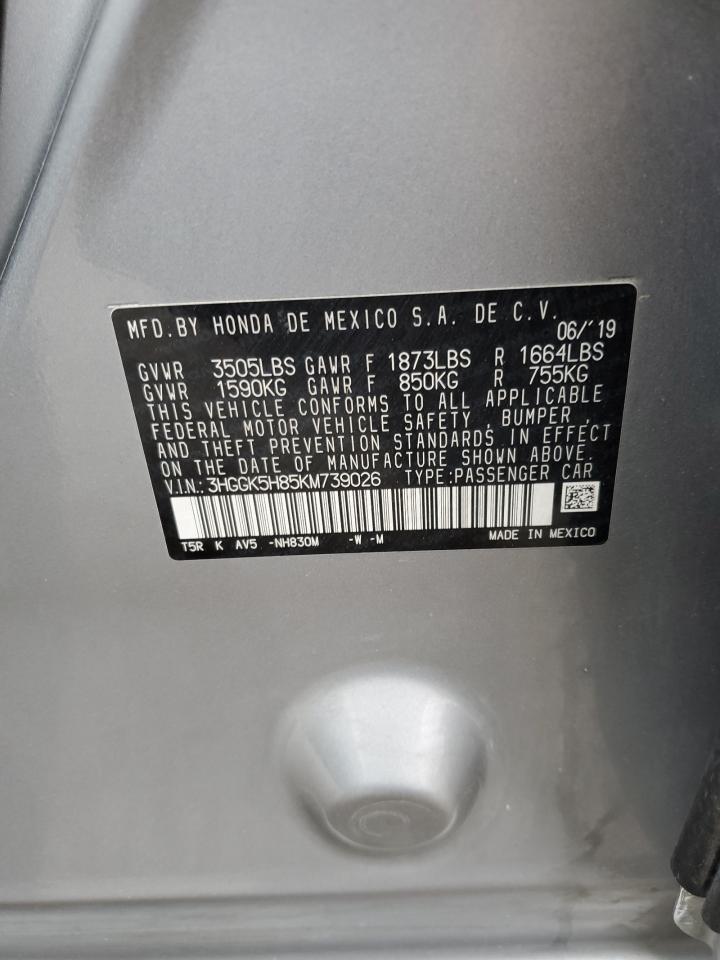 MFD.BY HONDA DE MEXICO S.A. DE C.V.
06/'19
GVWR 3505LBS GAWR F 1873LBS R 1664LBS
GVWR 1590KG GAWR F 850KG R 755KG
THIS VEHICLE CONFORMS TO ALL APPLICABLE
FEDERAL MOTOR VEHICLE SAFETY, BUMPER,
AND THEFT PREVENTION STANDARDS IN EFFECT
ON THE DATE OF MANUFACTURE SHOWN ABOVE.
V.I.N.:3HGGK5H85KM739026 TYPE:PASSENGER CAR
T5R K AV5 -NH830M -W -M MADE IN MEXICO